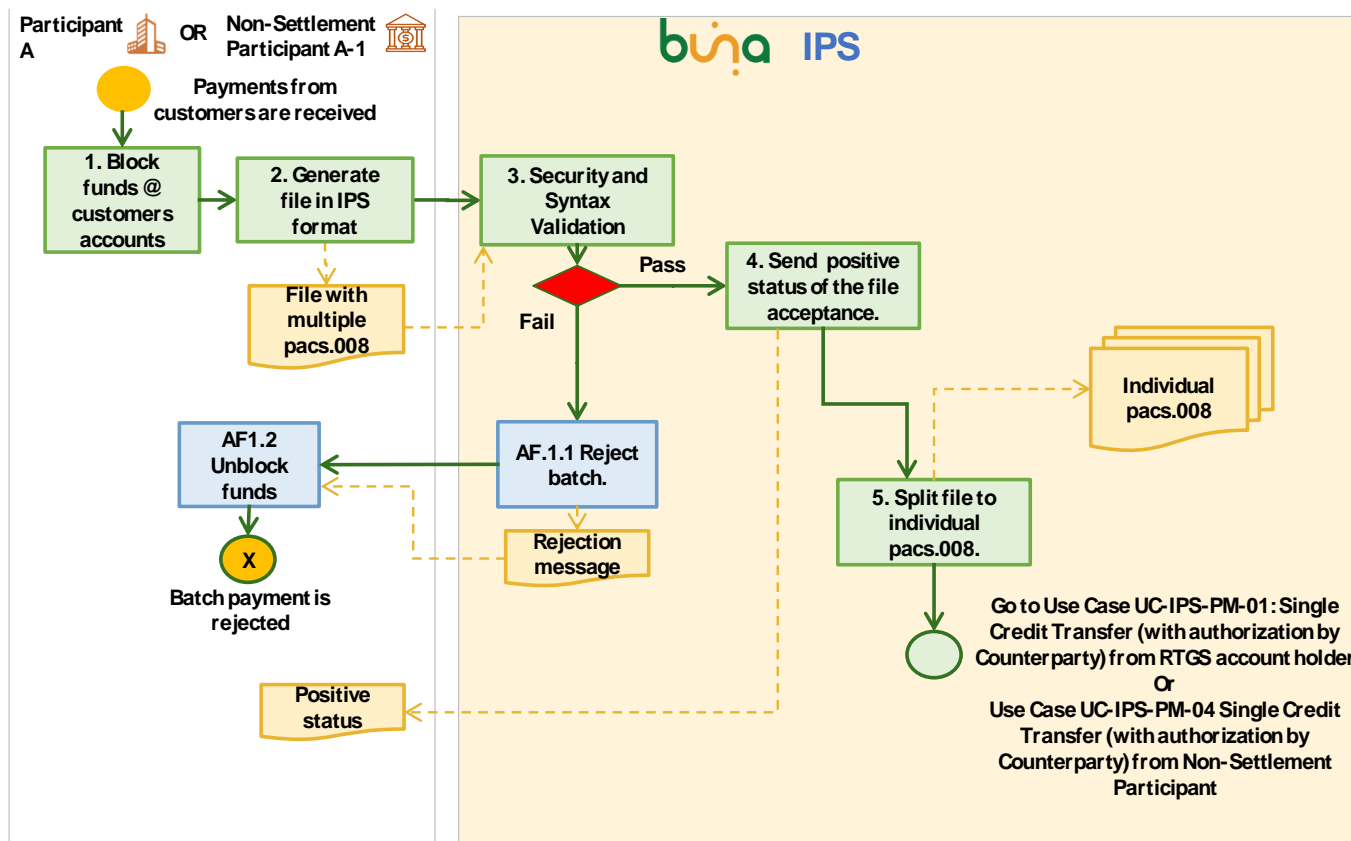 Participant
A
OR
Non-Settlement
Participant A-1
buna IPS
Payments from
customers are received
1. Block
funds @
customers
accounts
2. Generate
file in IPS
format
3. Security and
Syntax
Validation
File with
multiple
pacs.008
Pass
Fail
4. Send positive
status of the file
acceptance.
Individual
pacs.008
AF1.2
Unblock
funds
AF.1.1 Reject
batch.
5. Split file to
individual
pacs.008.
Rejection
message
X
Batch payment is
rejected
Positive
status
Go to Use Case UC-IPS-PM-01: Single
Credit Transfer (with authorization by
Counterparty) from RTGS account holder
Or
Use Case UC-IPS-PM-04 Single Credit
Transfer (with authorization by
Counterparty) from Non-Settlement
Participant